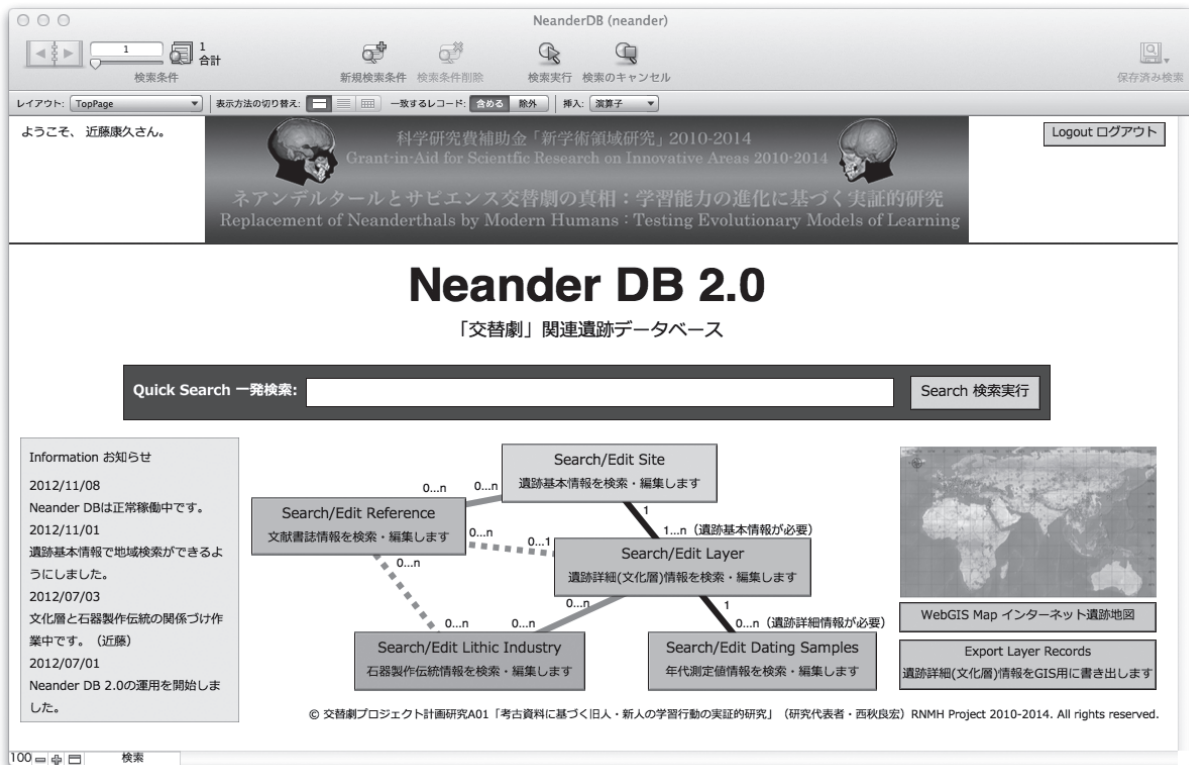 NeanderDB (neander)
1
1
合計
検索条件
新規検索条件 検索条件削除
検索実行 検索のキャンセル
保存済み検索
レイアウト: TopPage
表示方法の切り替え:
一致するレコード: 含める 除外
挿入: 演算子
ようこそ、 近藤康久さん。
科学研究費補助金「新学術領域研究」2010-2014
Grant-in-Aid for Scientfic Research on Innovative Areas 2010-2014
ネアンデルタールとサピエンス交替劇の真相：学習能力の進化に基づく実証的研究
Replacement of Neanderthals by Modern Humans : Testing Evolutionary Models of Learning
Logout ログアウト
Neander DB 2.0
「交替劇」関連遺跡データベース
Quick Search 一発検索:
Search 検索実行
Information お知らせ
2012/11/08
Neander DBは正常稼働中です。
2012/11/01
遺跡基本情報で地域検索ができるよ
うにしました。
2012/07/03
文化層と石器製作伝統の関係づけ作
業中です。（近藤）
2012/07/01
Neander DB 2.0の運用を開始しま
した。
Search/Edit Site
遺跡基本情報を検索・編集します
0...n 0...n
Search/Edit Reference
文献書誌情報を検索・編集します
1
1...n（遺跡基本情報が必要）
0...n
0...1
Search/Edit Layer
遺跡詳細(文化層)情報を検索・編集します
0...n
0...n
1
0...n（遺跡詳細情報が必要）
0...n 0...n
Search/Edit Lithic Industry
石器製作伝統情報を検索・編集します
Search/Edit Dating Samples
年代測定値情報を検索・編集します
WebGIS Map インターネット遺跡地図
Export Layer Records
遺跡詳細(文化層)情報をGIS用に書き出します
© 交替劇プロジェクト計画研究A01「考古資料に基づく旧人・新人の学習行動の実証的研究」（研究代表者・西秋良宏）RNMH Project 2010-2014. All rights reserved.
100
検索